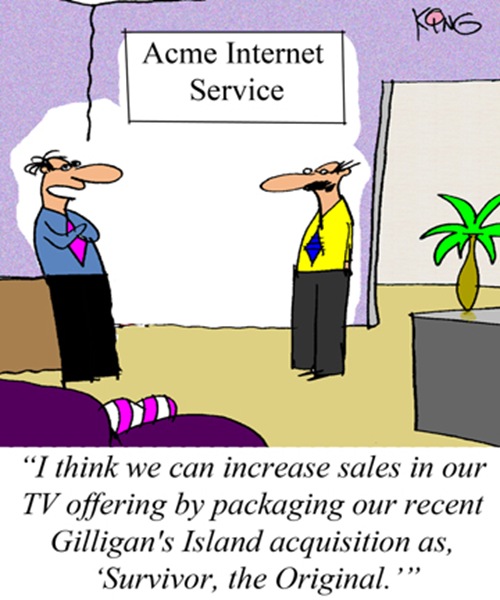 KING
Acme Internet
Service
“I think we can increase sales in our
TV offering by packaging our recent
Gilligan's Island acquisition as,
‘Survivor, the Original.’”